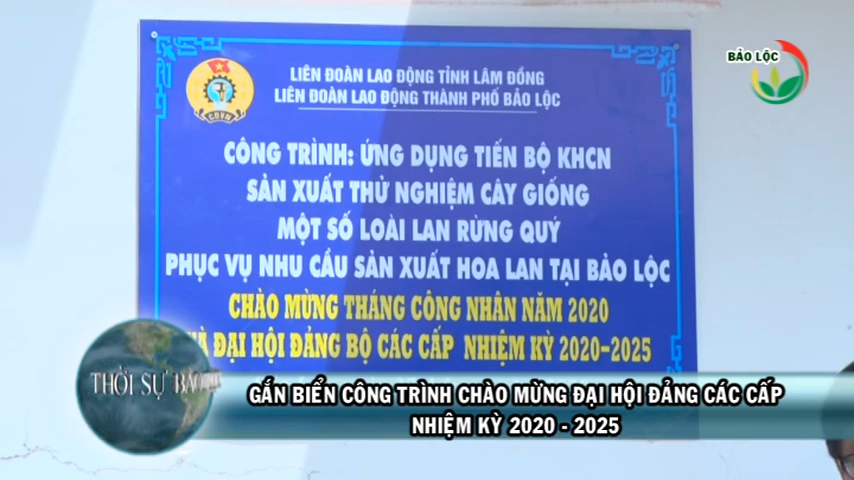 BẢO LỘC
LIÊN ĐOÀN LAO ĐỘNG TỈNH LÂM ĐỒNG
LIÊN ĐOÀN LAO ĐỘNG THÀNH PHỐ BẢO LỘC
CĐVN
CÔNG TRÌNH: ỨNG DỤNG TIẾN BỘ KHCN
SẢN XUẤT THỬ NGHIỆM CÂY GIỐNG
MỘT SỐ LOÀI LAN RỪNG QUÝ
PHỤC VỤ NHU CẦU SẢN XUẤT HOA LAN TẠI BẢO LỘC
CHÀO MỪNG THÁNG CÔNG NHÂN NĂM 2020
VÀ ĐẠI HỘI ĐẢNG BỘ CÁC CẤP NHIỆM KỲ 2020-2025
THỜI SỰ
GẮN BIỂN CÔNG TRÌNH CHÀO MỪNG ĐẠI HỘI ĐẢNG CÁC CẤP
NHIỆM KỲ 2020 - 2025